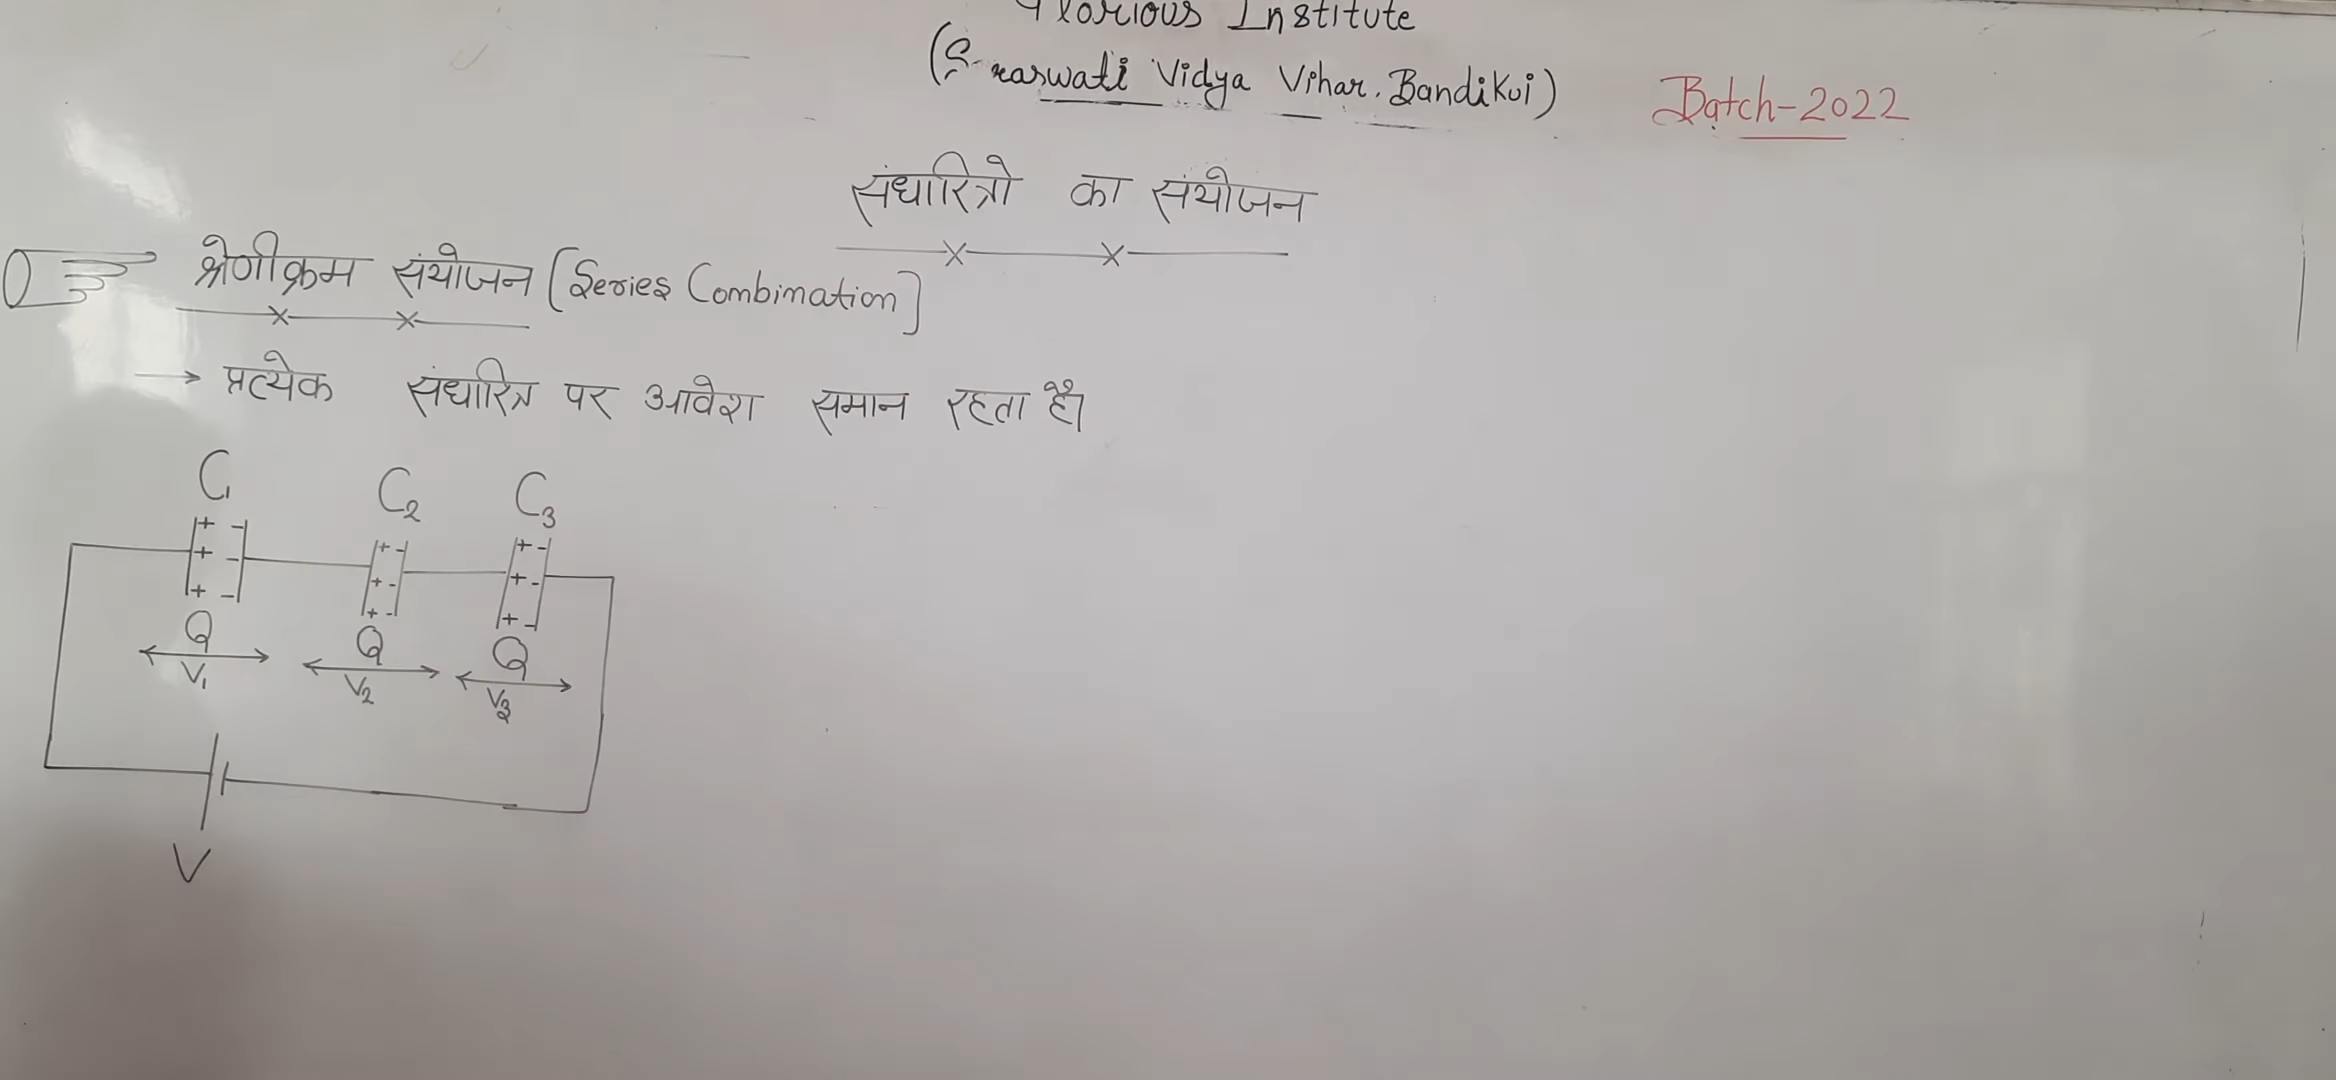 Glorious Institute
(Saraswati Vidya Vihar. Bandikui)
Batch-2022
संधारित्रो का संयोजन
श्रेणीक्रम संयोजन [Series Combination]
→ प्रत्येक संधारित्र पर आवेश समान रहता है।
C₁ C₂ C₃
+ - + - + -
+ - + - + -
+ - + - + -
Q Q Q
V₁ V₂ V₃
V